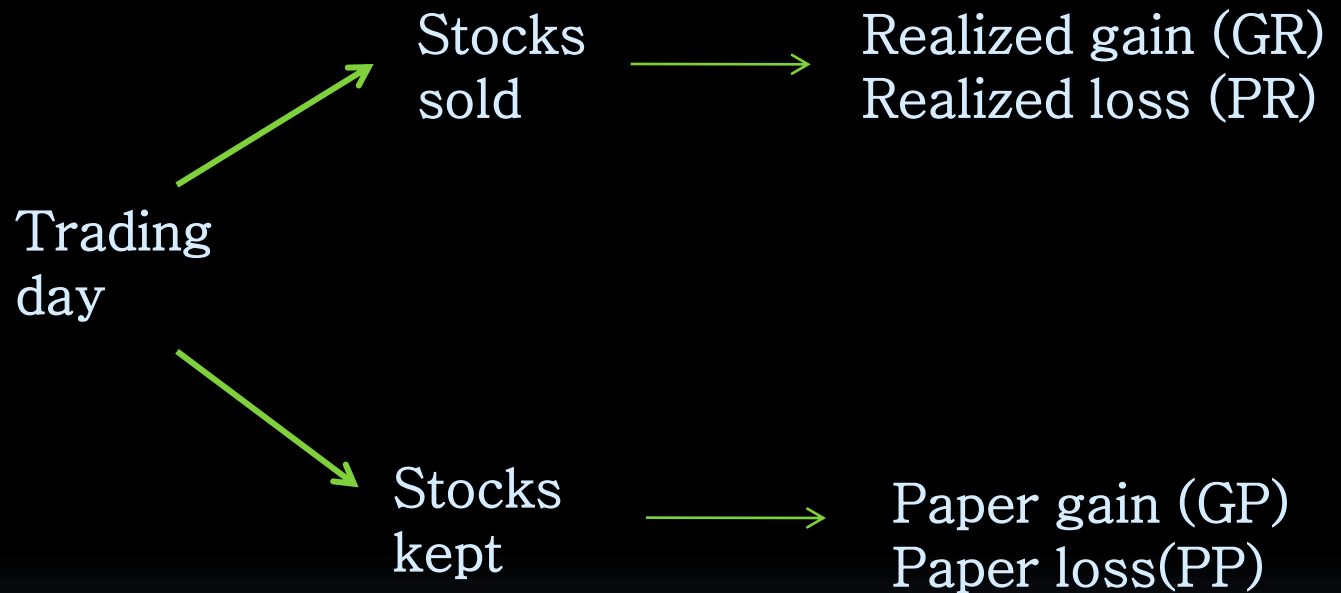 Stocks
sold
Realized gain (GR)
Realized loss (PR)
Trading
day
Stocks
kept
Paper gain (GP)
Paper loss(PP)